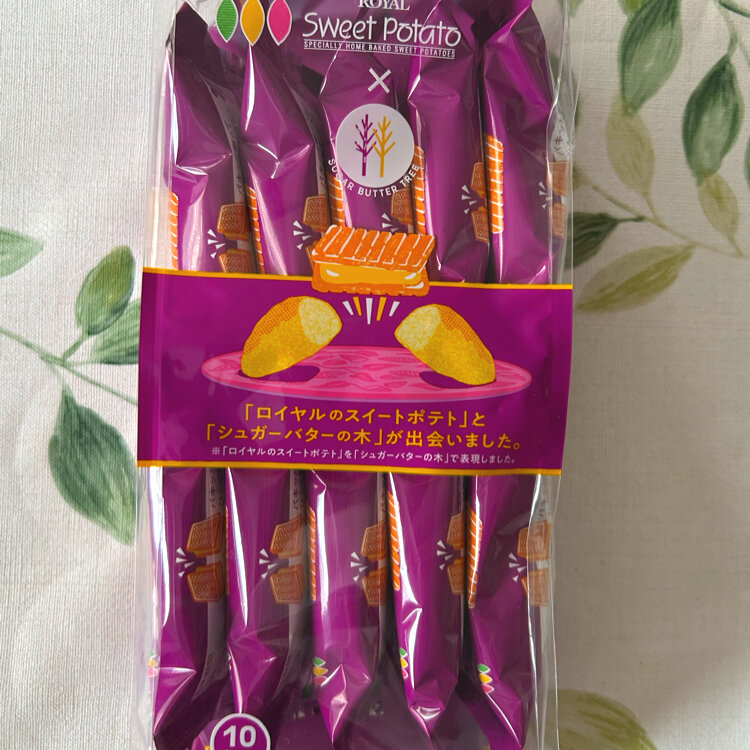 ROYAL
Sweet Potato
SPECIALLY HOME BAKED SWEET POTATOES
×
SUGAR BUTTER TREE
「ロイヤルのスイートポテト」と
「シュガーバターの木」が出会いました。
※「ロイヤルのスイートポテト」を「シュガーバターの木」で表現しました。
10